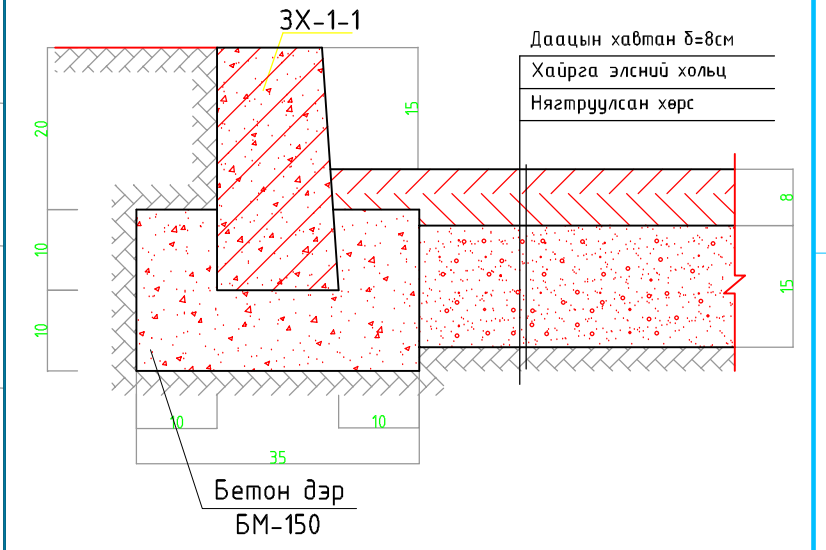 ЗХ-1-1
Даацын хавтан δ=8см
Хайрга элсний хольц
Нягтруулсан хөрс
15
20
8
10
15
10
10
10
35
Бетон дэр
БМ-150